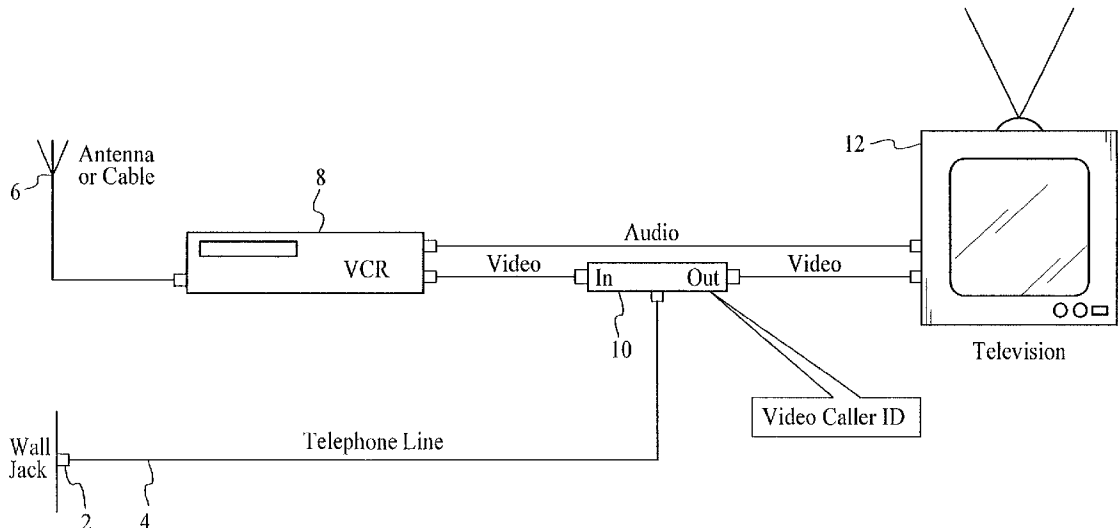 12
Antenna
or Cable
6
8
VCR
Audio
Video
In
Out
Video
10
Television
Video Caller ID
Telephone Line
Wall
Jack
2
4